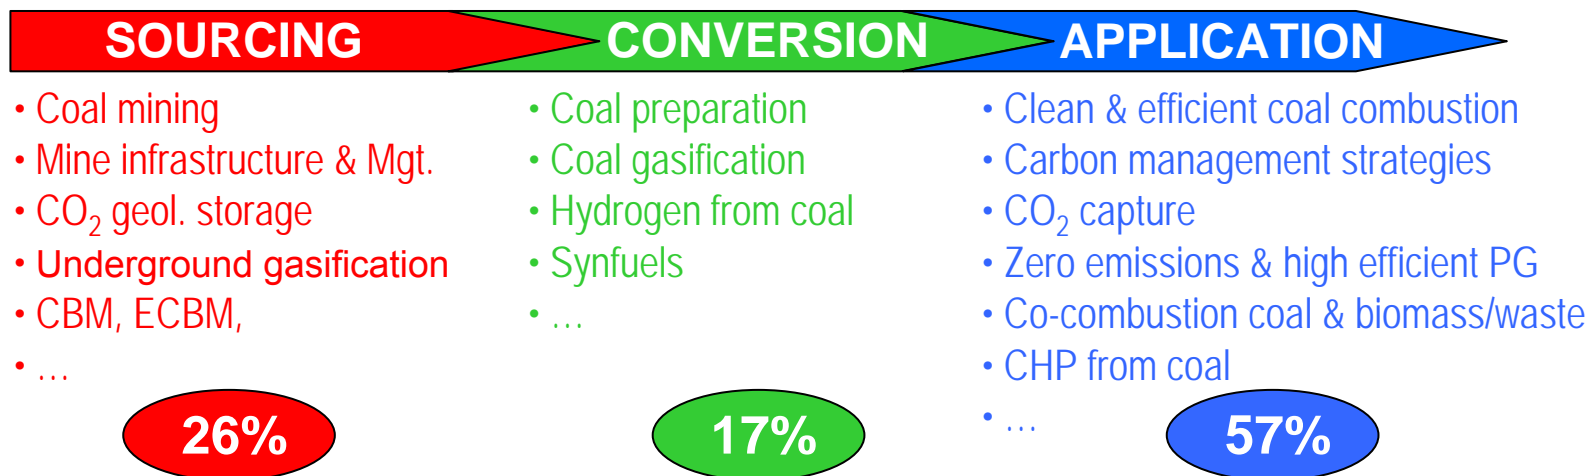 SOURCING
CONVERSION
APPLICATION
• Coal mining
• Mine infrastructure & Mgt.
• CO₂ geol. storage
• Underground gasification
• CBM, ECBM,
• ...
26%
• Coal preparation
• Coal gasification
• Hydrogen from coal
• Synfuels
• ...
17%
• Clean & efficient coal combustion
• Carbon management strategies
• CO₂ capture
• Zero emissions & high efficient PG
• Co-combustion coal & biomass/waste
• CHP from coal
• ...
57%